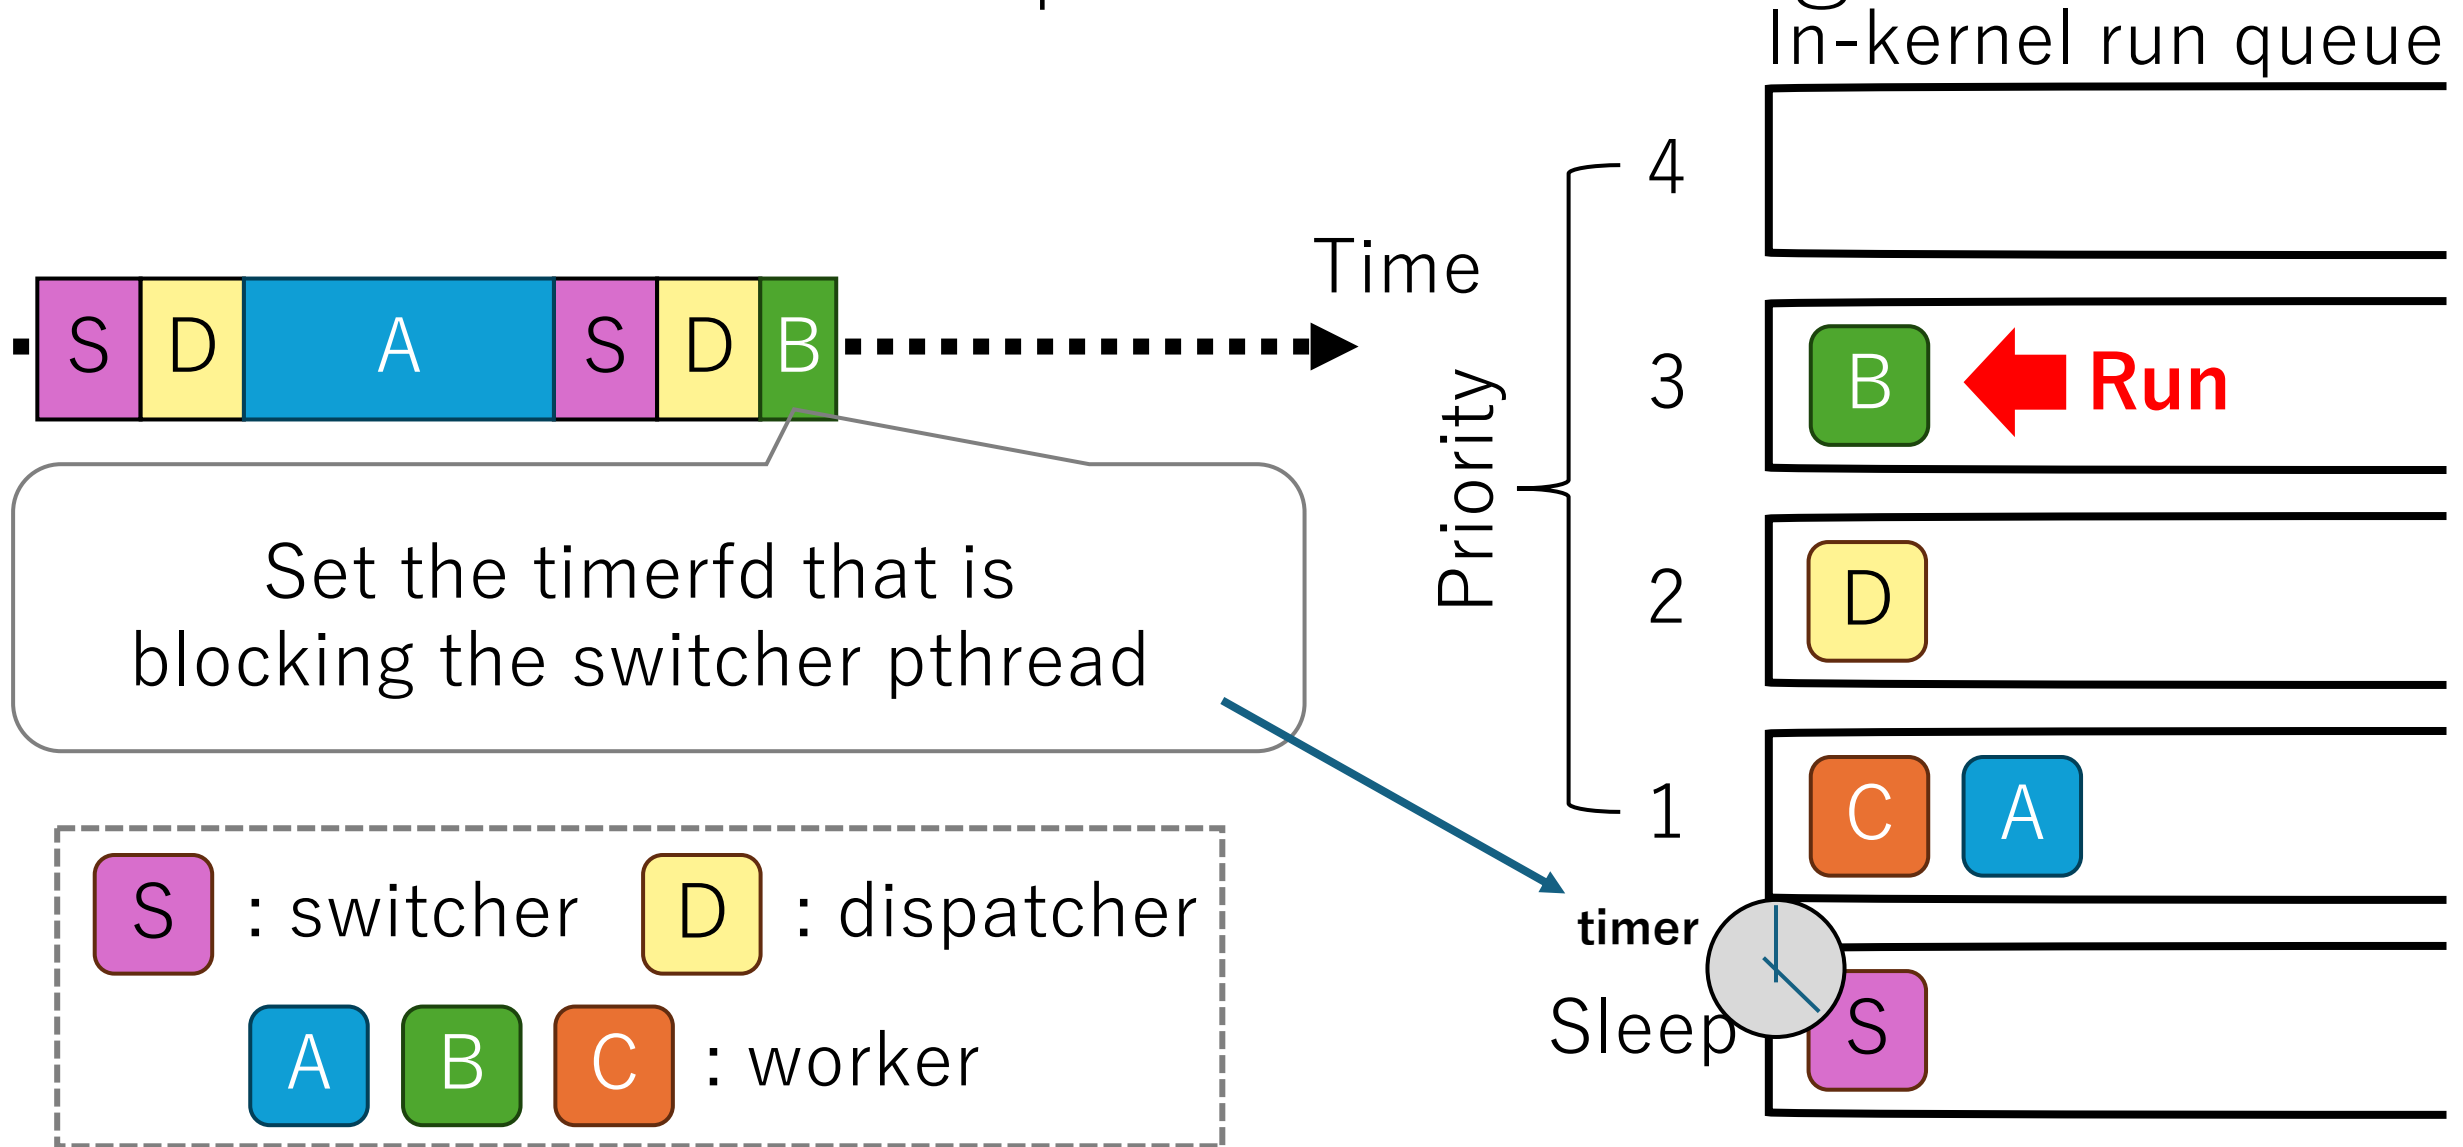 In-kernel run queue
4
Time
S D A S D B
Priority
3
B Run
Set the timerfd that is
blocking the switcher pthread
2
D
1
C A
timer
Sleep
S
S : switcher D : dispatcher
A B C : worker